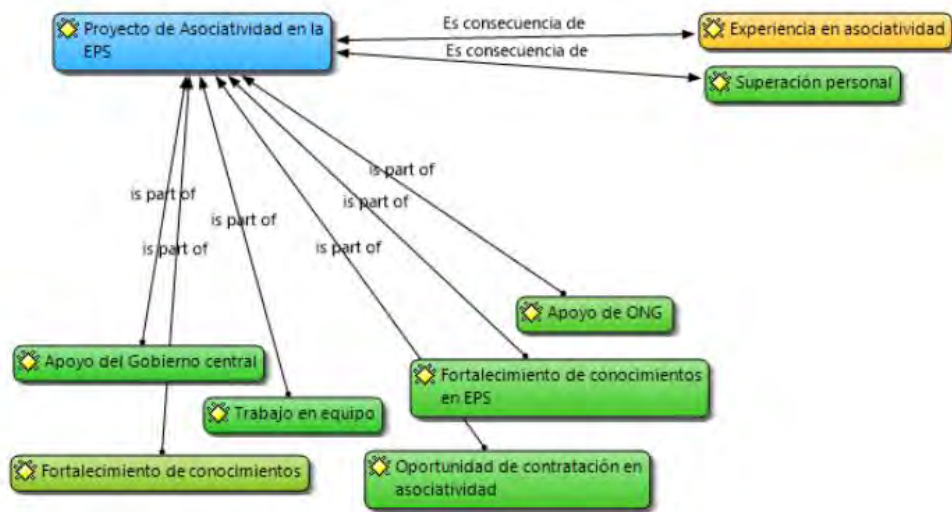 Proyecto de Asociatividad en la
EPS
Es consecuencia de
Experiencia en asociatividad
Es consecuencia de
Superación personal
is part of
is part of
is part of
is part of
is part of
is part of
Apoyo de ONG
Apoyo del Gobierno central
Fortalecimiento de conocimientos
en EPS
Trabajo en equipo
Fortalecimiento de conocimientos
Oportunidad de contratación en
asociatividad